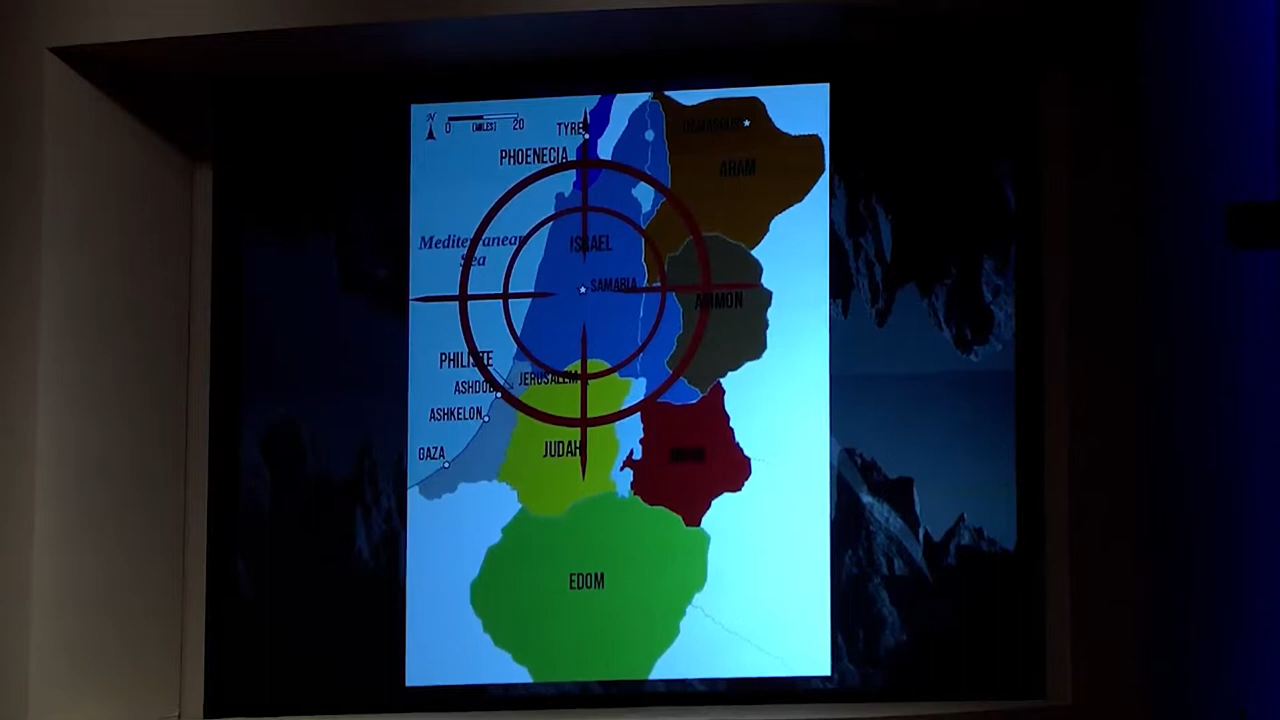 N
0 (MILES) 20
TYRE
DAMASCUS
PHOENECIA
ARAM
Mediterranean
Sea
ISRAEL
SAMARIA
AMMON
PHILISTE
JERUSALEM
ASHDOD
ASHKELON
JUDAH
GAZA
EDOM